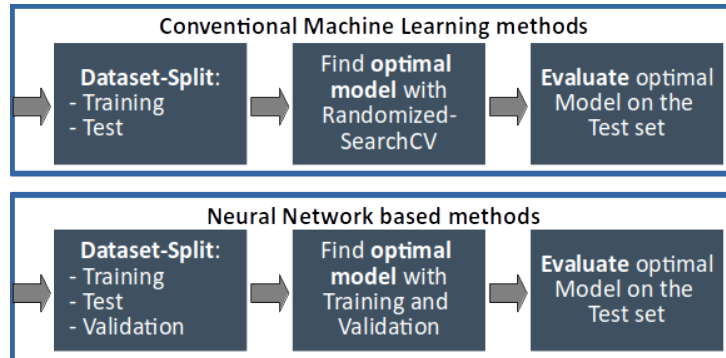 Conventional Machine Learning methods
Dataset-Split:
- Training
- Test
Find optimal
model with
Randomized-
SearchCV
Evaluate optimal
Model on the
Test set
Neural Network based methods
Dataset-Split:
- Training
- Test
- Validation
Find optimal
model with
Training and
Validation
Evaluate optimal
Model on the
Test set